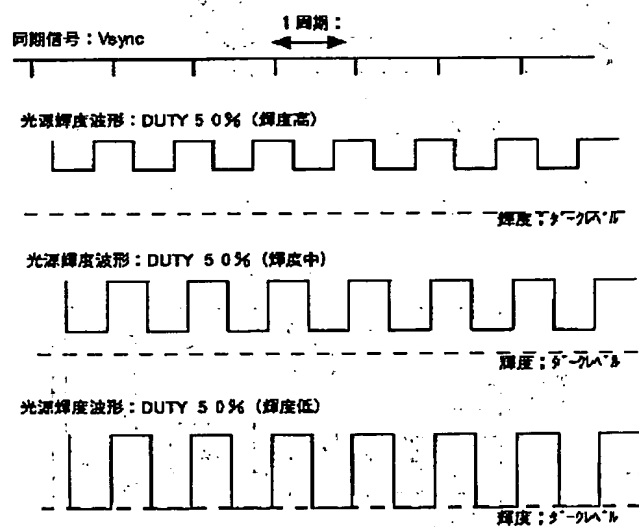 1周期：
同期信号：Vsync
光源輝度波形：DUTY 50％（輝度高）
輝度；ダークレベル
光源輝度波形：DUTY 50％（輝度中）
輝度；ダークレベル
光源輝度波形：DUTY 50％（輝度低）
輝度；ダークレベル